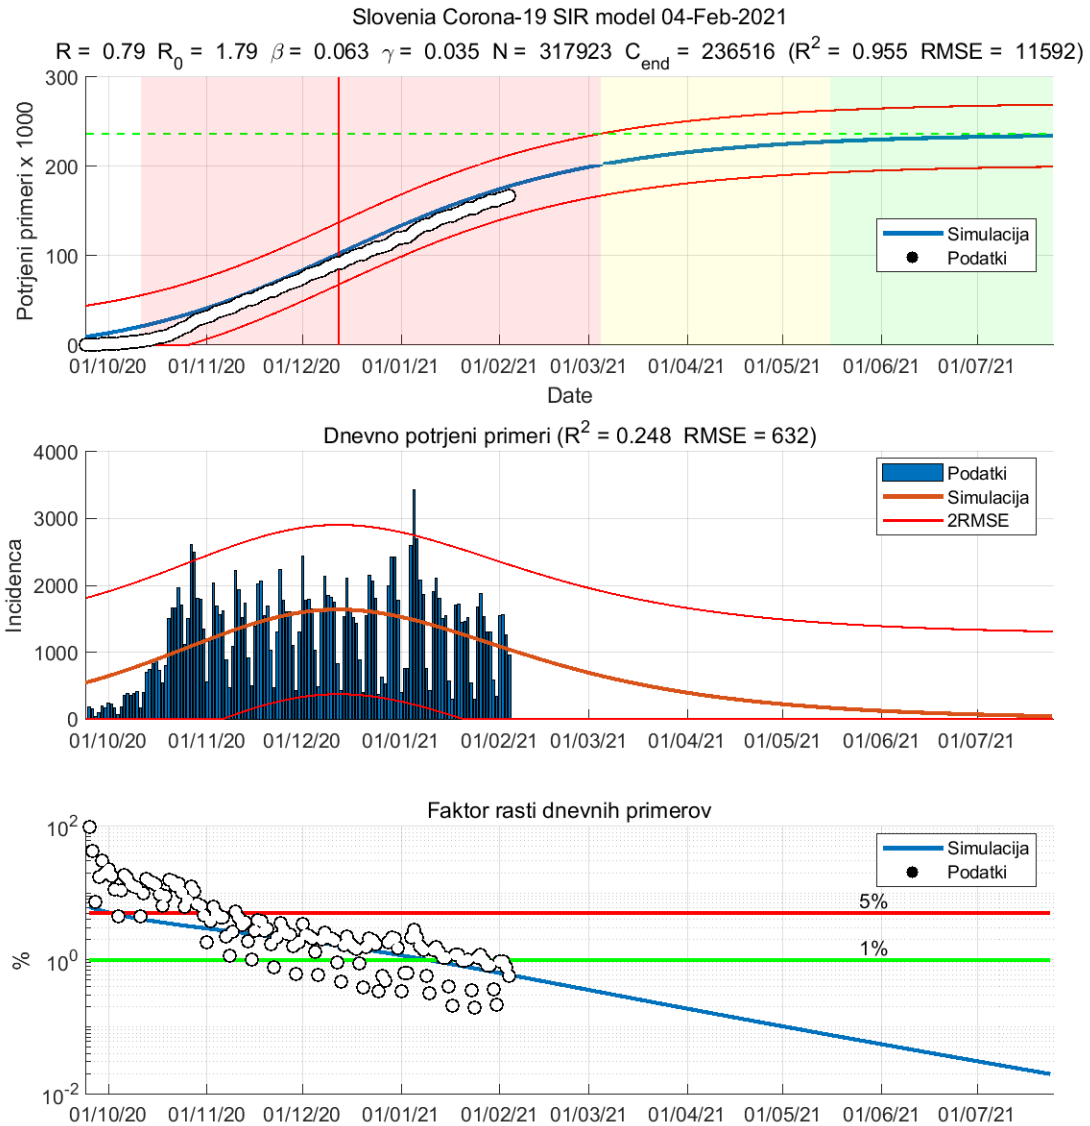 Slovenia Corona-19 SIR model 04-Feb-2021
R = 0.79 R0 = 1.79 β = 0.063 γ = 0.035 N = 317923 Cend = 236516 (R2 = 0.955 RMSE = 11592)
Potrjeni primeri x 1000
300
200
100
0
Simulacija
Podatki
01/10/20 01/11/20 01/12/20 01/01/21 01/02/21 01/03/21 01/04/21 01/05/21 01/06/21 01/07/21
Date
Dnevno potrjeni primeri (R2 = 0.248 RMSE = 632)
Incidenca
4000
3000
2000
1000
0
Podatki
Simulacija
2RMSE
01/10/20 01/11/20 01/12/20 01/01/21 01/02/21 01/03/21 01/04/21 01/05/21 01/06/21 01/07/21
Faktor rasti dnevnih primerov
%
10^2
10^0
10^-2
Simulacija
Podatki
5%
1%
01/10/20 01/11/20 01/12/20 01/01/21 01/02/21 01/03/21 01/04/21 01/05/21 01/06/21 01/07/21